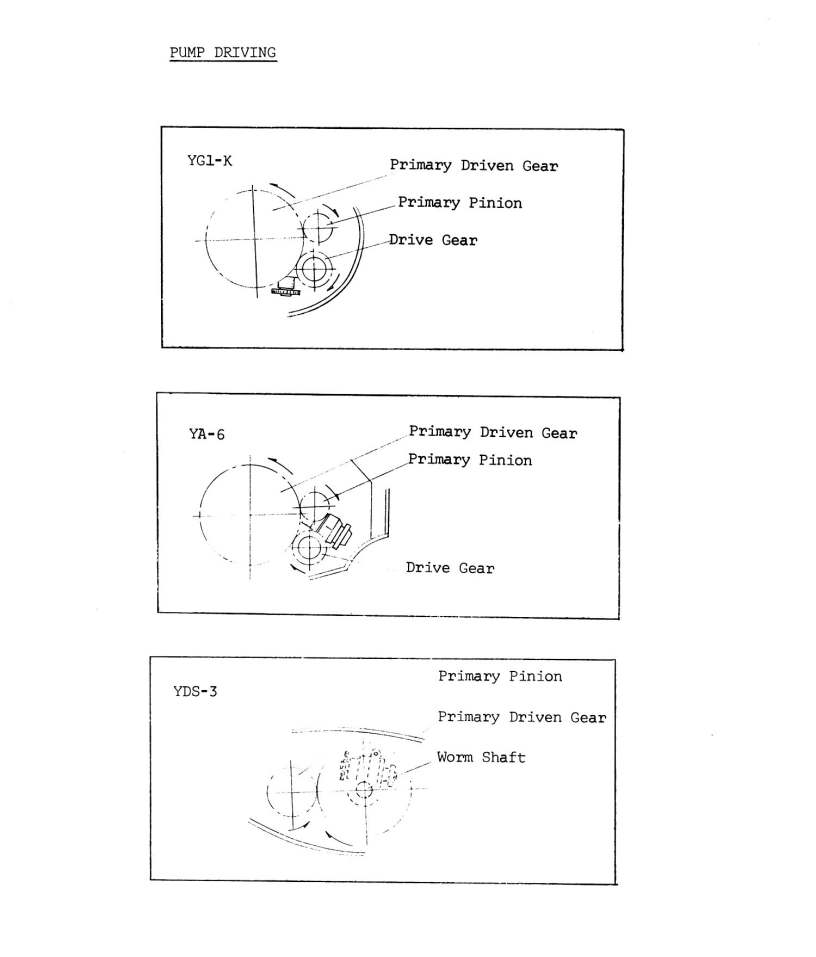 PUMP DRIVING
YG1-K
Primary Driven Gear
Primary Pinion
Drive Gear
YA-6
Primary Driven Gear
Primary Pinion
Drive Gear
YDS-3
Primary Pinion
Primary Driven Gear
Worm Shaft